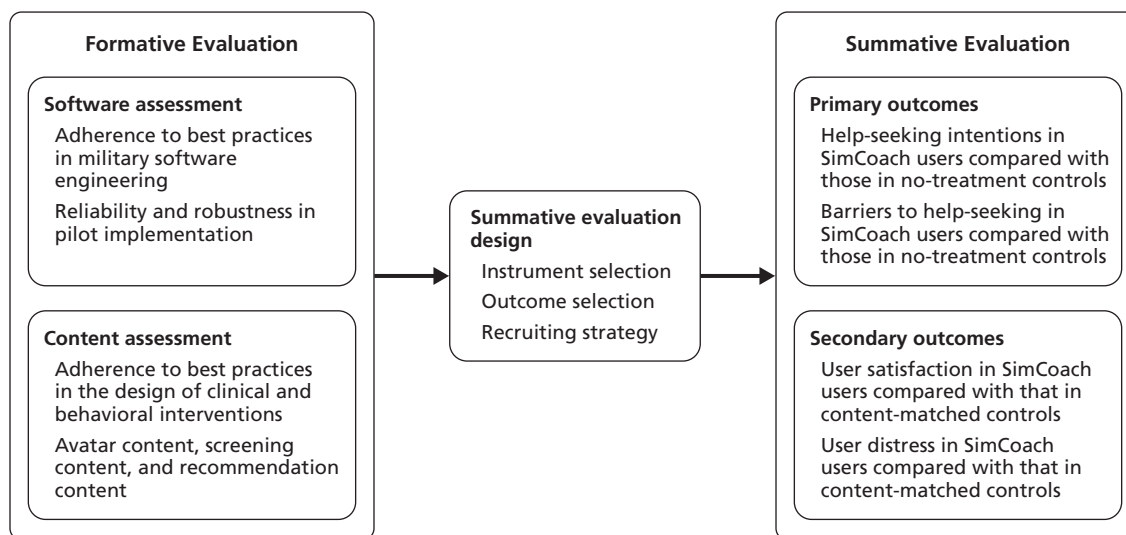 Formative Evaluation
Software assessment
Adherence to best practices
in military software
engineering
Reliability and robustness in
pilot implementation
Content assessment
Adherence to best practices
in the design of clinical and
behavioral interventions
Avatar content, screening
content, and recommendation
content
Summative evaluation
design
Instrument selection
Outcome selection
Recruiting strategy
Summative Evaluation
Primary outcomes
Help-seeking intentions in
SimCoach users compared with
those in no-treatment controls
Barriers to help-seeking in
SimCoach users compared with
those in no-treatment controls
Secondary outcomes
User satisfaction in SimCoach
users compared with that in
content-matched controls
User distress in SimCoach
users compared with that in
content-matched controls